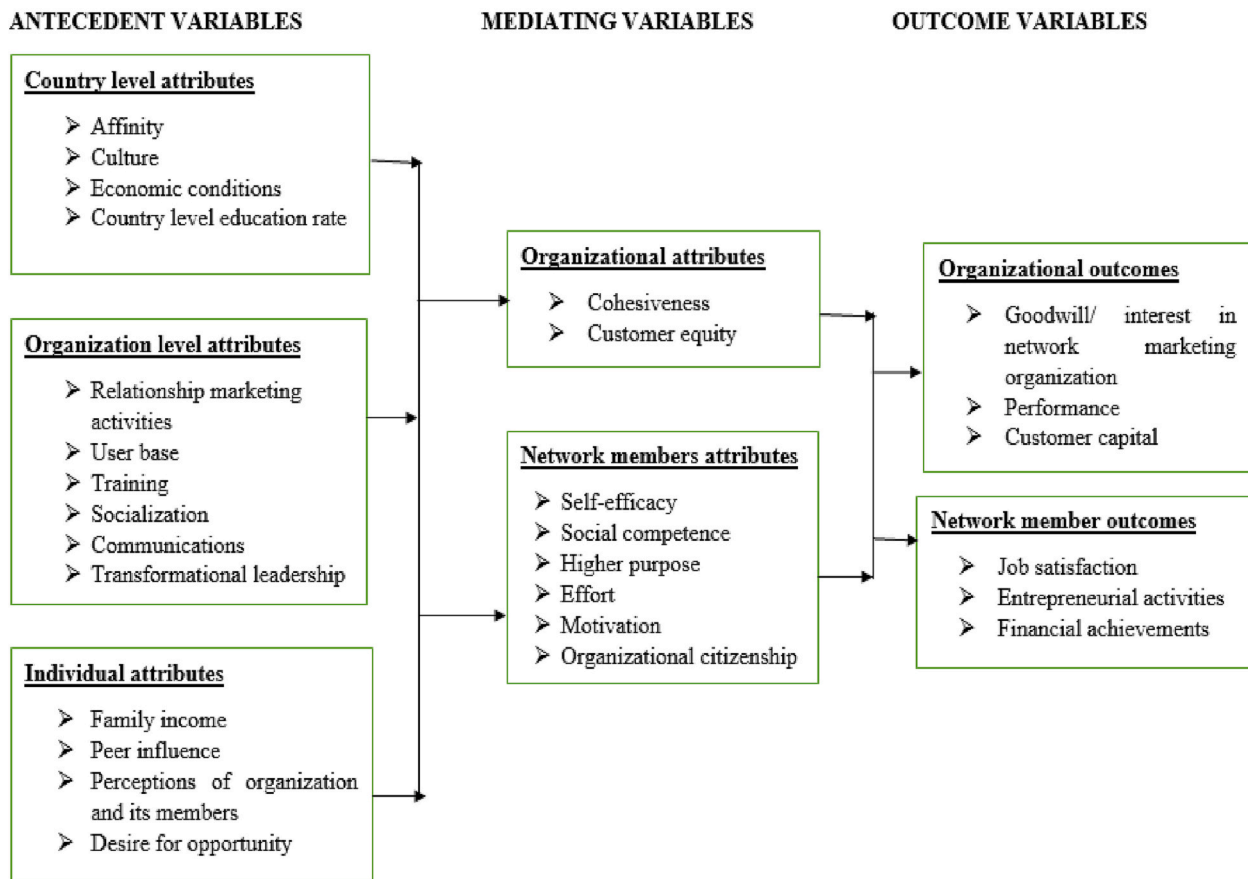 ANTECEDENT VARIABLES
MEDIATING VARIABLES
OUTCOME VARIABLES
Country level attributes
➢ Affinity
➢ Culture
➢ Economic conditions
➢ Country level education rate
Organization level attributes
➢ Relationship marketing
activities
➢ User base
➢ Training
➢ Socialization
➢ Communications
➢ Transformational leadership
Individual attributes
➢ Family income
➢ Peer influence
➢ Perceptions of organization
and its members
➢ Desire for opportunity
Organizational attributes
➢ Cohesiveness
➢ Customer equity
Network members attributes
➢ Self-efficacy
➢ Social competence
➢ Higher purpose
➢ Effort
➢ Motivation
➢ Organizational citizenship
Organizational outcomes
➢ Goodwill/ interest in
network marketing
organization
➢ Performance
➢ Customer capital
Network member outcomes
➢ Job satisfaction
➢ Entrepreneurial activities
➢ Financial achievements